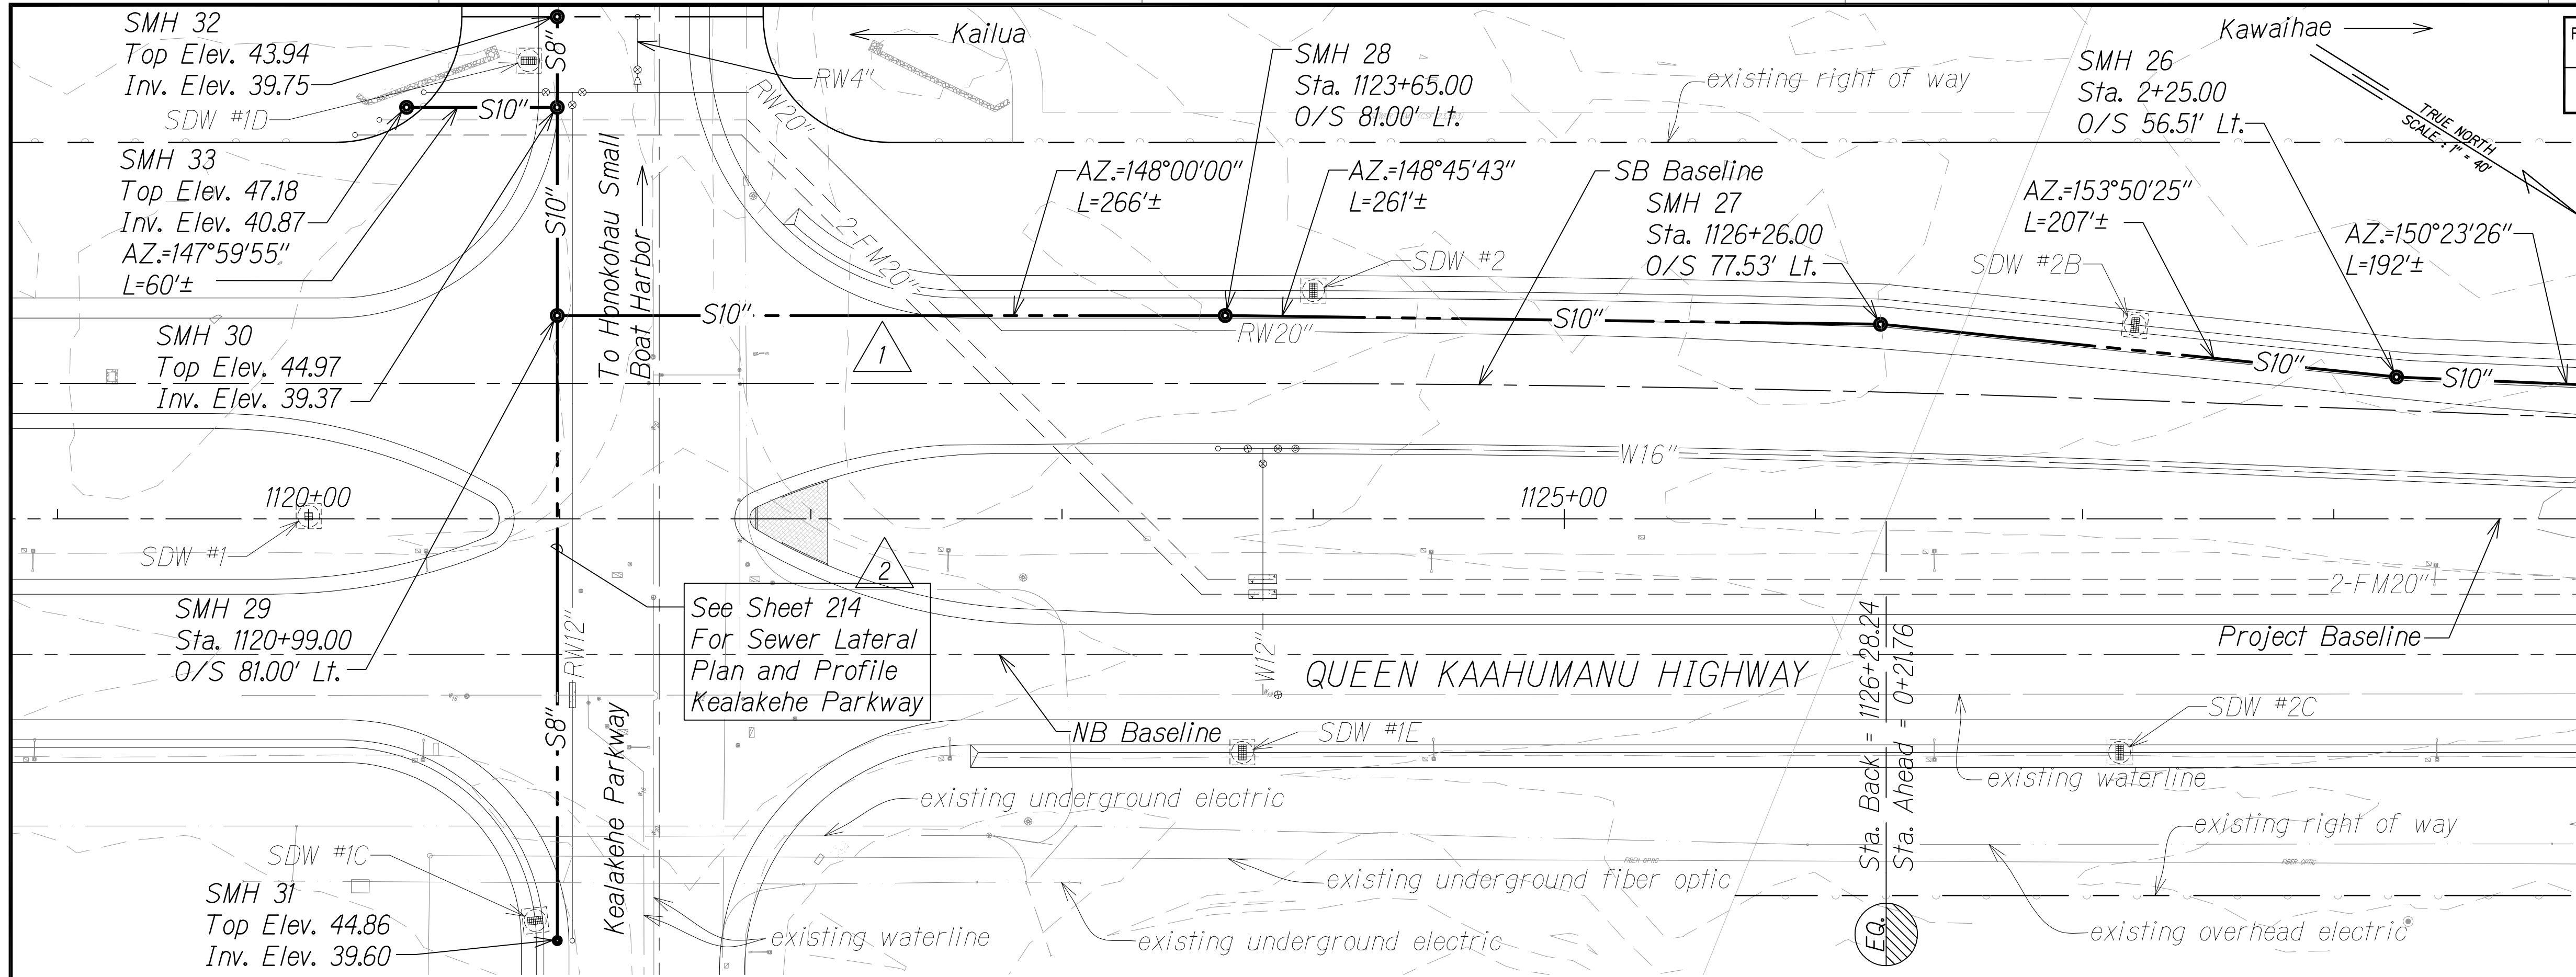 SMH 32
Top Elev. 43.94
Inv. Elev. 39.75
SDW #1D
S8"
S10"
SMH 33
Top Elev. 47.18
Inv. Elev. 40.87
AZ.=147°59'55"
L=60'±
S10"
SMH 30
Top Elev. 44.97
Inv. Elev. 39.37
To Honokohau Small
Boat Harbor
RW4"
RW20"
2-FM20"
Kailua
SMH 28
Sta. 1123+65.00
O/S 81.00' Lt.
existing right of way
Kawaihae
SMH 26
Sta. 2+25.00
O/S 56.51' Lt.
TRUE NORTH
SCALE : 1" = 40'
AZ.=148°00'00"
L=266'±
AZ.=148°45'43"
L=261'±
SB Baseline
SMH 27
Sta. 1126+26.00
O/S 77.53' Lt.
AZ.=153°50'25"
L=207'±
AZ.=150°23'26"
L=192'±
SDW #2
SDW #2B
S10"
1
RW20"
S10"
S10"
S10"
W16"
1120+00
1125+00
SDW #1
2
2-FM20"
SMH 29
Sta. 1120+99.00
O/S 81.00' Lt.
RW12"
See Sheet 214
For Sewer Lateral
Plan and Profile
Kealakehe Parkway
W12"
QUEEN KAAHUMANU HIGHWAY
Sta. Back = 1126+28.24
Sta. Ahead = 0+21.76
Project Baseline
S8"
Kealakehe Parkway
NB Baseline
SDW #1E
SDW #2C
existing waterline
existing underground electric
existing right of way
SDW #1C
FIBER OPTIC
FIBER OPTIC
existing underground fiber optic
SMH 31
Top Elev. 44.86
Inv. Elev. 39.60
existing waterline
existing underground electric
EQ.
existing overhead electric